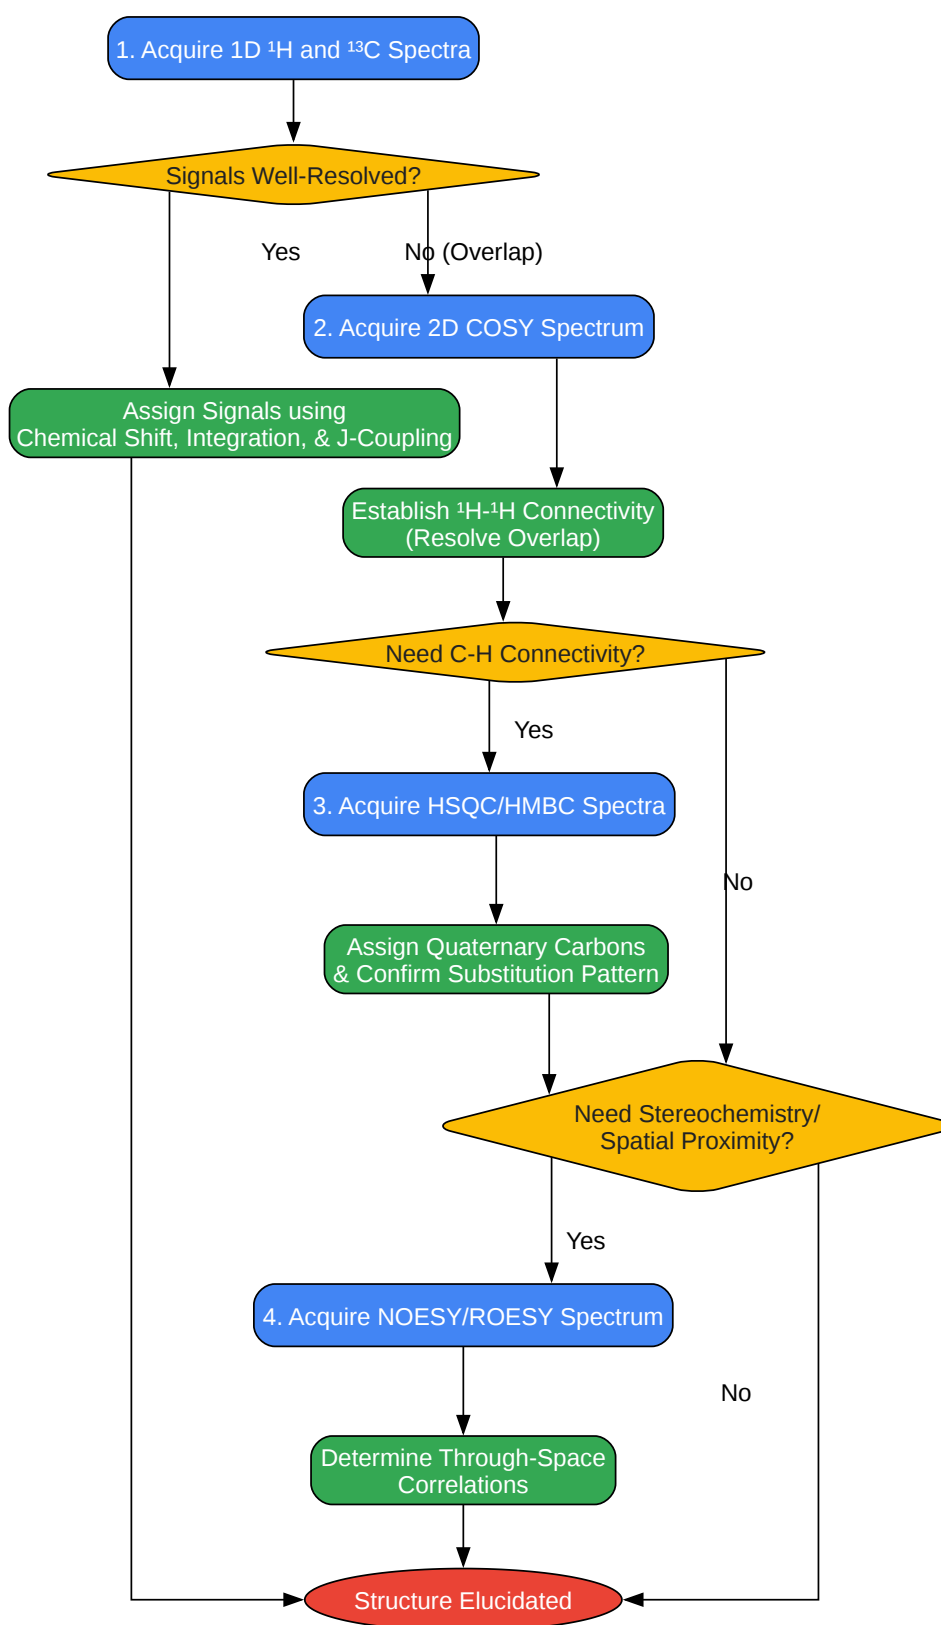 1. Acquire 1D ¹H and ¹³C Spectra
Signals Well-Resolved?
Yes
No (Overlap)
2. Acquire 2D COSY Spectrum
Assign Signals using
Chemical Shift, Integration, & J-Coupling
Establish ¹H-¹H Connectivity
(Resolve Overlap)
Need C-H Connectivity?
Yes
3. Acquire HSQC/HMBC Spectra
No
Assign Quaternary Carbons
& Confirm Substitution Pattern
Need Stereochemistry/
Spatial Proximity?
Yes
4. Acquire NOESY/ROESY Spectrum
No
Determine Through-Space
Correlations
Structure Elucidated